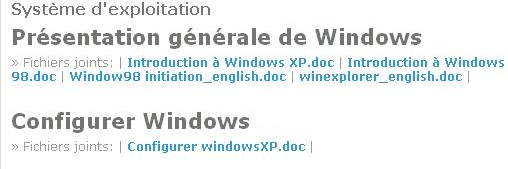 Système d'exploitation
Présentation générale de Windows
» Fichiers joints: | Introduction à Windows XP.doc | Introduction à Windows
98.doc | Window98 initiation_english.doc | winexplorer_english.doc |
Configurer Windows
» Fichiers joints: | Configurer windowsXP.doc |